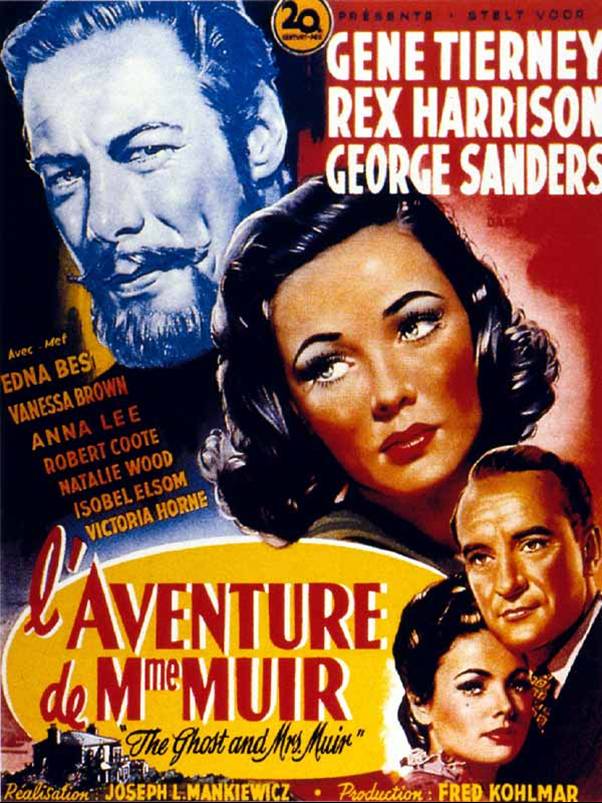 20
CENTURY-FOX
PRÉSENTE • STELT VOOR
GENE TIERNEY
REX HARRISON
GEORGE SANDERS
Avec - Met
EDNA BES
VANESSA BROWN
ANNA LEE
ROBERT COOTE
NATALIE WOOD
ISOBEL ELSOM
VICTORIA HORNE
l'AVENTURE
de Mme MUIR
"The Ghost and Mrs Muir"
Réalisation: JOSEPH L. MANKIEWICZ • Production: FRED KOHLMAR